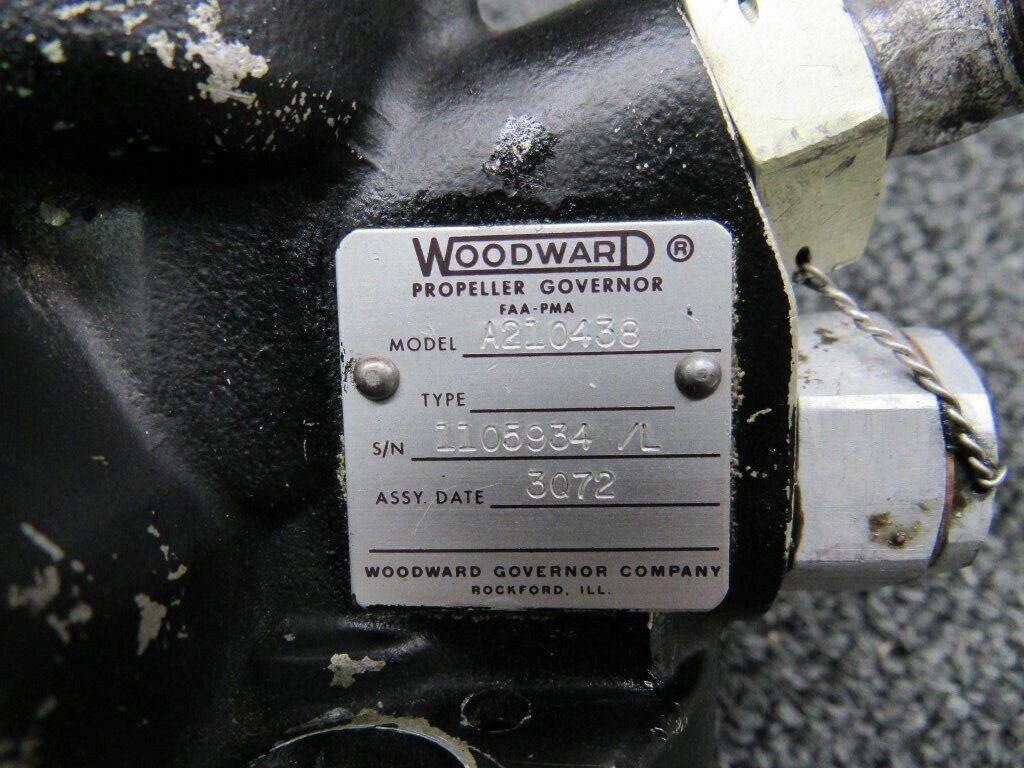 WOODWARD ®
PROPELLER GOVERNOR
FAA-PMA
MODEL A210438
TYPE
S/N 1105934 /L
ASSY. DATE 3Q72
WOODWARD GOVERNOR COMPANY
ROCKFORD, ILL.